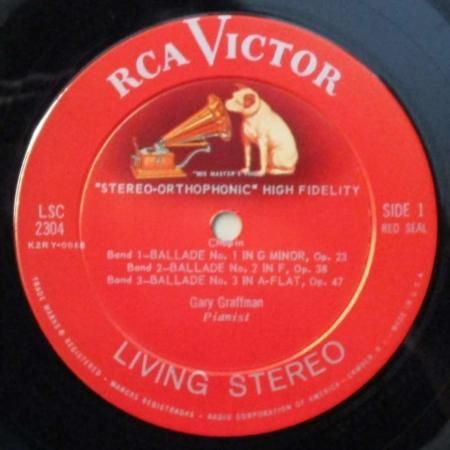 RCA VICTOR
"HIS MASTER'S VOICE"
"STEREO-ORTHOPHONIC" HIGH FIDELITY
LSC
2304
K2RY-0068
SIDE 1
RED SEAL
Chopin
Band 1—BALLADE No. 1 IN G MINOR, Op. 23
Band 2—BALLADE No. 2 IN F, Op. 38
Band 3—BALLADE No. 3 IN A-FLAT, Op. 47
Gary Graffman
Pianist
LIVING STEREO
TRADE MARKS ® REGISTERED - MARCAS REGISTRADAS - RADIO CORPORATION OF AMERICA - CAMDEN, N. J. - MADE IN U.S.A.